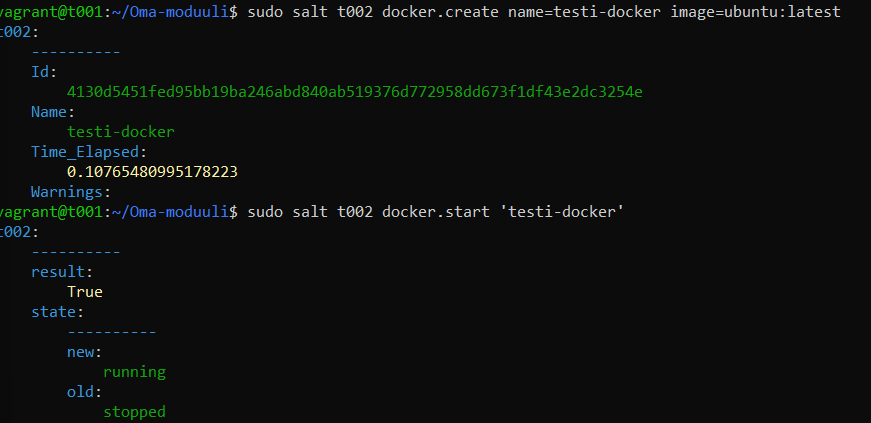 vagrant@t001:~/Oma-moduuli$ sudo salt t002 docker.create name=testi-docker image=ubuntu:latest
t002:
----------
Id:
4130d5451fed95bb19ba246abd840ab519376d772958dd673f1df43e2dc3254e
Name:
testi-docker
Time_Elapsed:
0.10765480995178223
Warnings:
vagrant@t001:~/Oma-moduuli$ sudo salt t002 docker.start 'testi-docker'
t002:
----------
result:
True
state:
----------
new:
running
old:
stopped